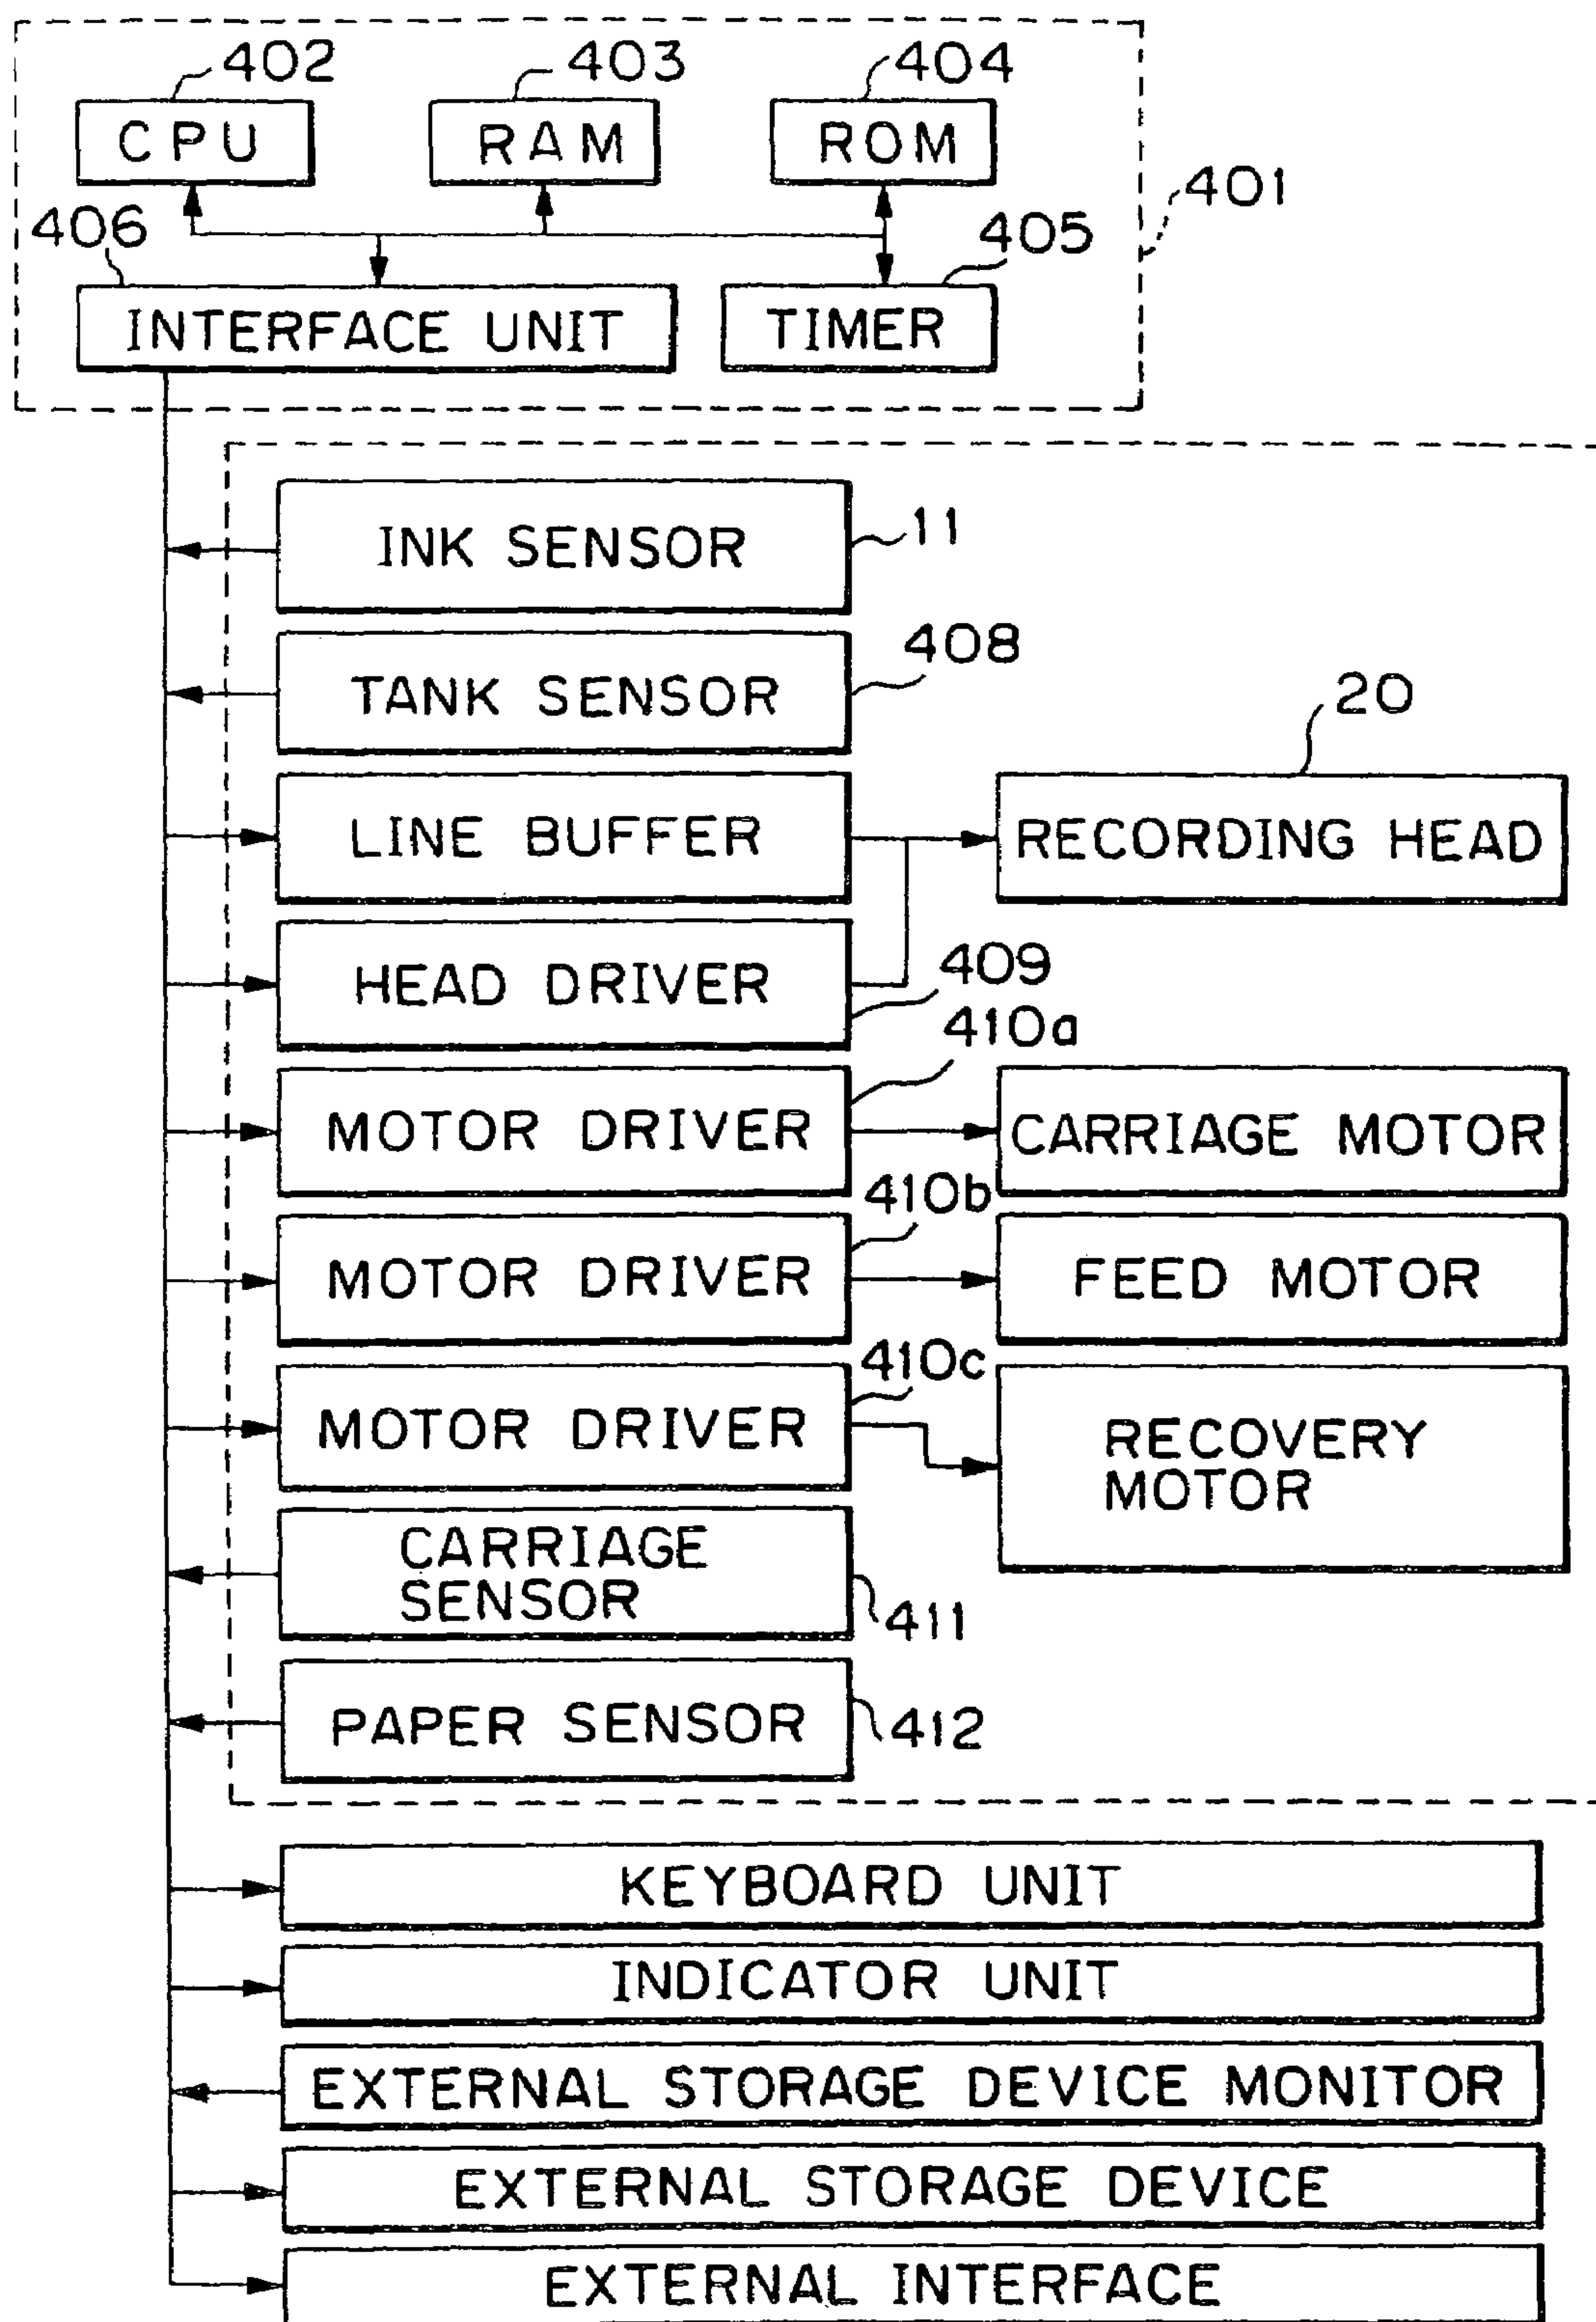 402
403
404
CPU
RAM
ROM
401
406
405
INTERFACE UNIT
TIMER
INK SENSOR
11
408
TANK SENSOR
20
LINE BUFFER
RECORDING HEAD
409
HEAD DRIVER
410a
MOTOR DRIVER
CARRIAGE MOTOR
410b
MOTOR DRIVER
FEED MOTOR
410c
MOTOR DRIVER
RECOVERY
MOTOR
CARRIAGE
SENSOR
411
PAPER SENSOR
412
KEYBOARD UNIT
INDICATOR UNIT
EXTERNAL STORAGE DEVICE MONITOR
EXTERNAL STORAGE DEVICE
EXTERNAL INTERFACE